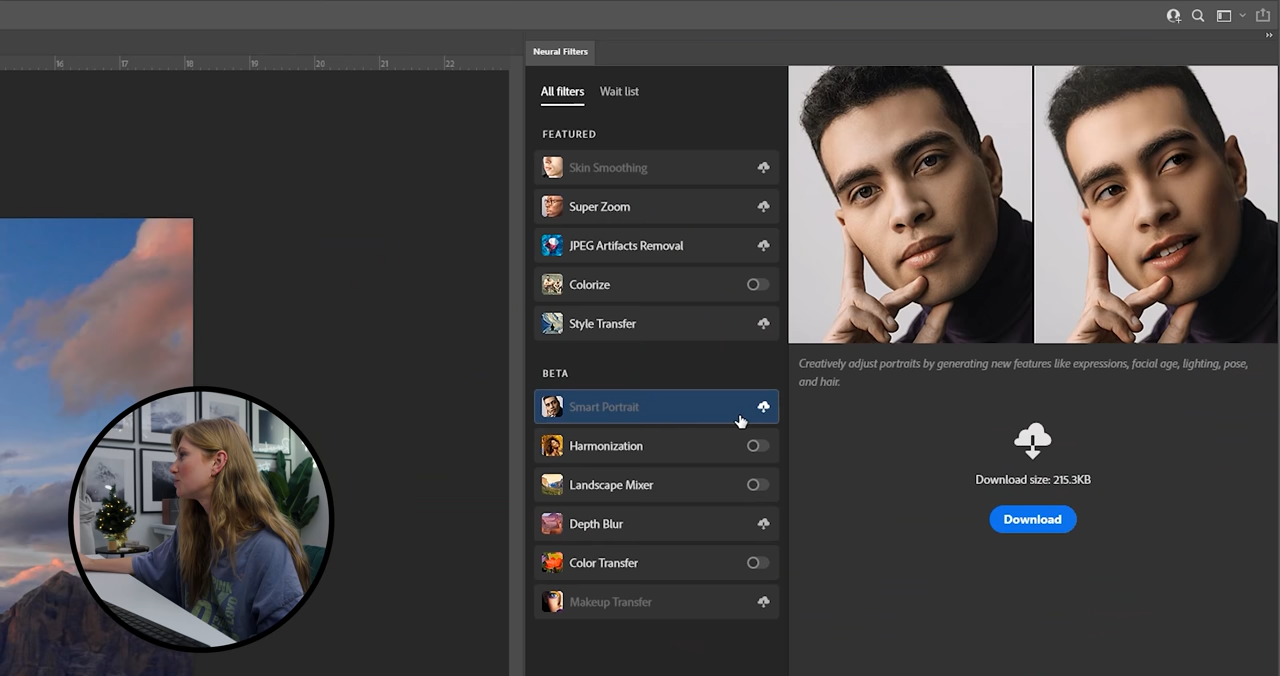 16 17 18 19 20 21 22
Neural Filters
All filters Wait list
FEATURED
Skin Smoothing
Super Zoom
JPEG Artifacts Removal
Colorize
Style Transfer
BETA
Smart Portrait
Harmonization
Landscape Mixer
Depth Blur
Color Transfer
Makeup Transfer
Creatively adjust portraits by generating new features like expressions, facial age, lighting, pose,
and hair.
Download size: 215.3KB
Download